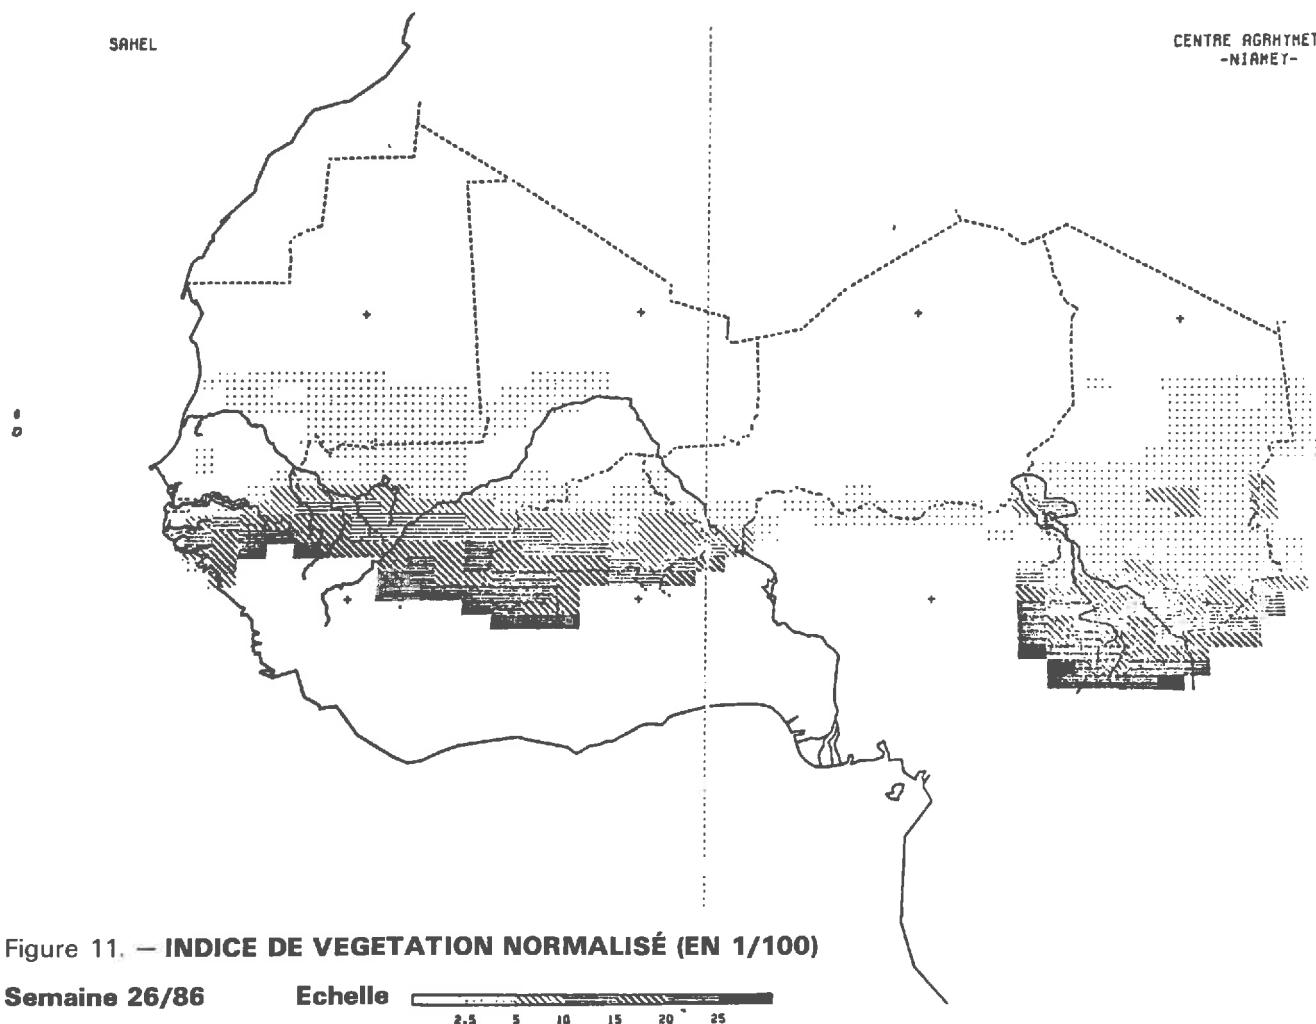 SAHEL
CENTRE AGRHYMET
-NIAMEY-
Figure 11. — INDICE DE VEGETATION NORMALISÉ (EN 1/100)
Semaine 26/86 Echelle
2.5 5 10 15 20 25